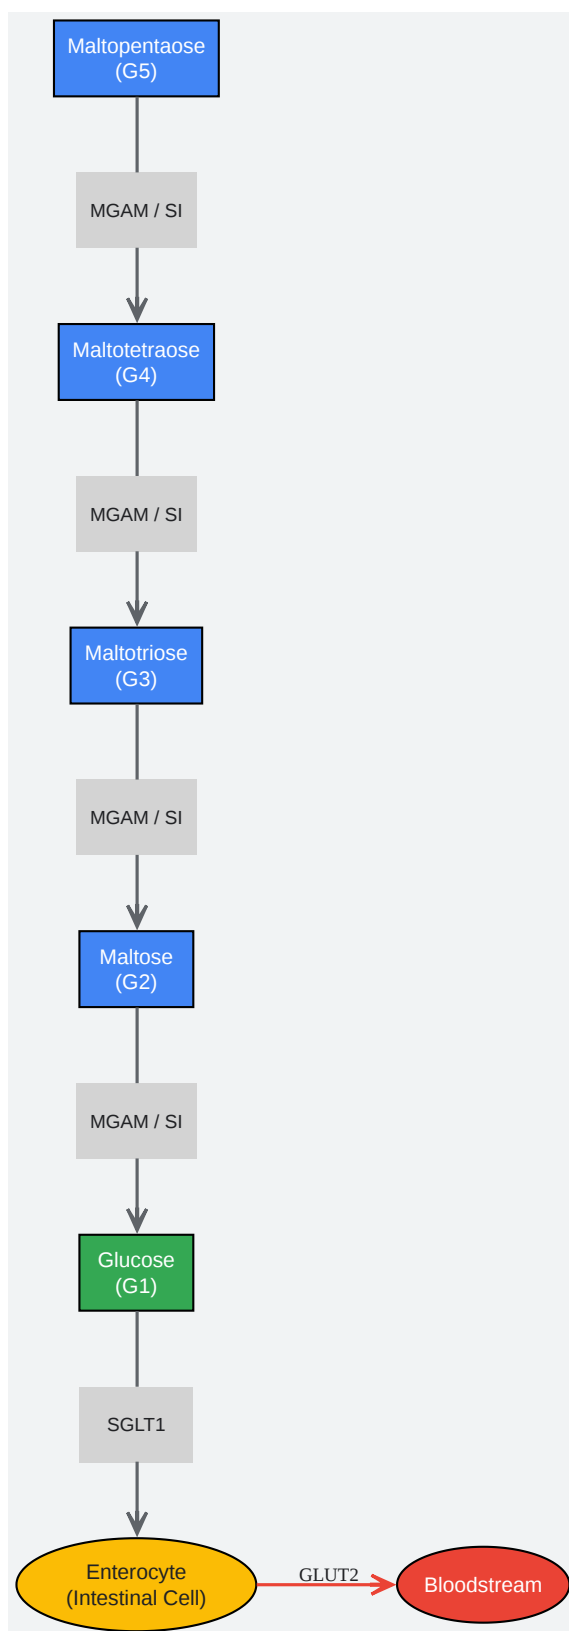 Maltopentaose
(G5)
MGAM / SI
Maltotetraose
(G4)
MGAM / SI
Maltotriose
(G3)
MGAM / SI
Maltose
(G2)
MGAM / SI
Glucose
(G1)
SGLT1
Enterocyte
(Intestinal Cell)
GLUT2
Bloodstream